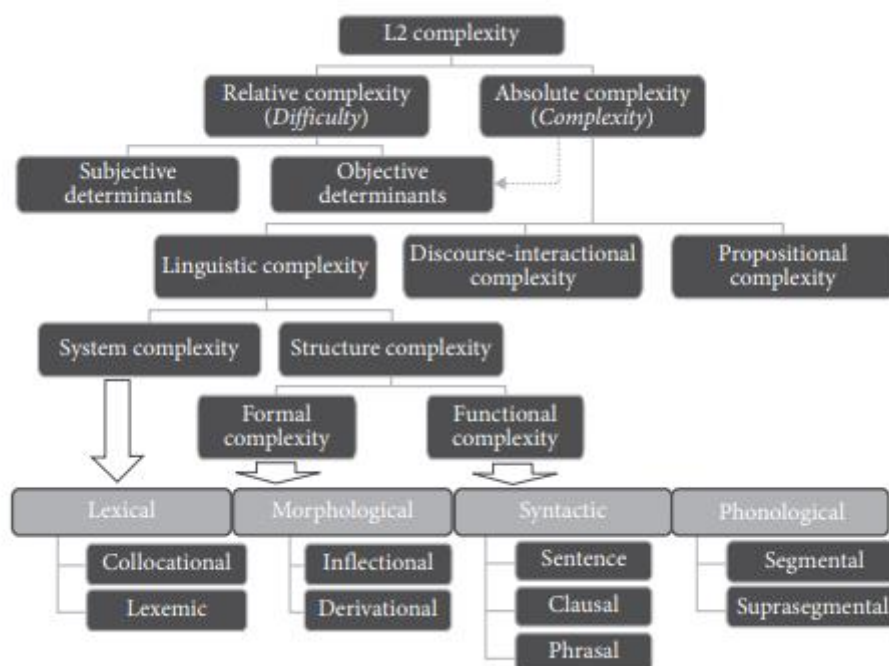 L2 complexity
Relative complexity
(Difficulty)
Absolute complexity
(Complexity)
Subjective
determinants
Objective
determinants
Linguistic complexity
Discourse-interactional
complexity
Propositional
complexity
System complexity
Structure complexity
Formal
complexity
Functional
complexity
Lexical
Morphological
Syntactic
Phonological
Collocational
Inflectional
Sentence
Segmental
Lexemic
Derivational
Clausal
Suprasegmental
Phrasal